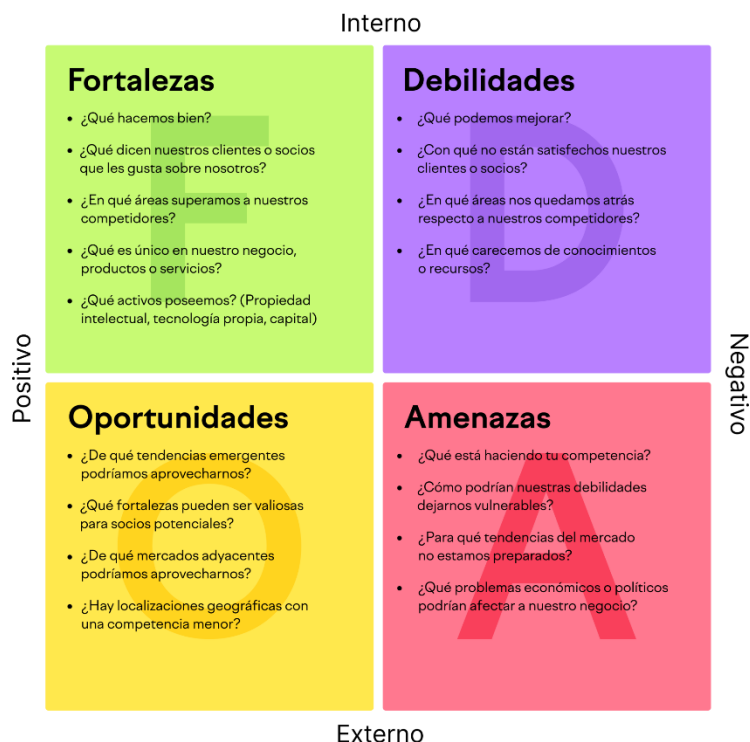 Interno
Fortalezas
• ¿Qué hacemos bien?
• ¿Qué dicen nuestros clientes o socios
que les gusta sobre nosotros?
• ¿En qué áreas superamos a nuestros
competidores?
• ¿Qué es único en nuestro negocio,
productos o servicios?
• ¿Qué activos poseemos? (Propiedad
intelectual, tecnología propia, capital)
F
Debilidades
• ¿Qué podemos mejorar?
• ¿Con qué no están satisfechos nuestros
clientes o socios?
• ¿En qué áreas nos quedamos atrás
respecto a nuestros competidores?
• ¿En qué carecemos de conocimientos
o recursos?
D
Positivo
Negativo
Oportunidades
• ¿De qué tendencias emergentes
podríamos aprovecharnos?
• ¿Qué fortalezas pueden ser valiosas
para socios potenciales?
• ¿De qué mercados adyacentes
podríamos aprovecharnos?
• ¿Hay localizaciones geográficas con
una competencia menor?
O
Amenazas
• ¿Qué está haciendo tu competencia?
• ¿Cómo podrían nuestras debilidades
dejarnos vulnerables?
• ¿Para qué tendencias del mercado
no estamos preparados?
• ¿Qué problemas económicos o políticos
podrían afectar a nuestro negocio?
A
Externo